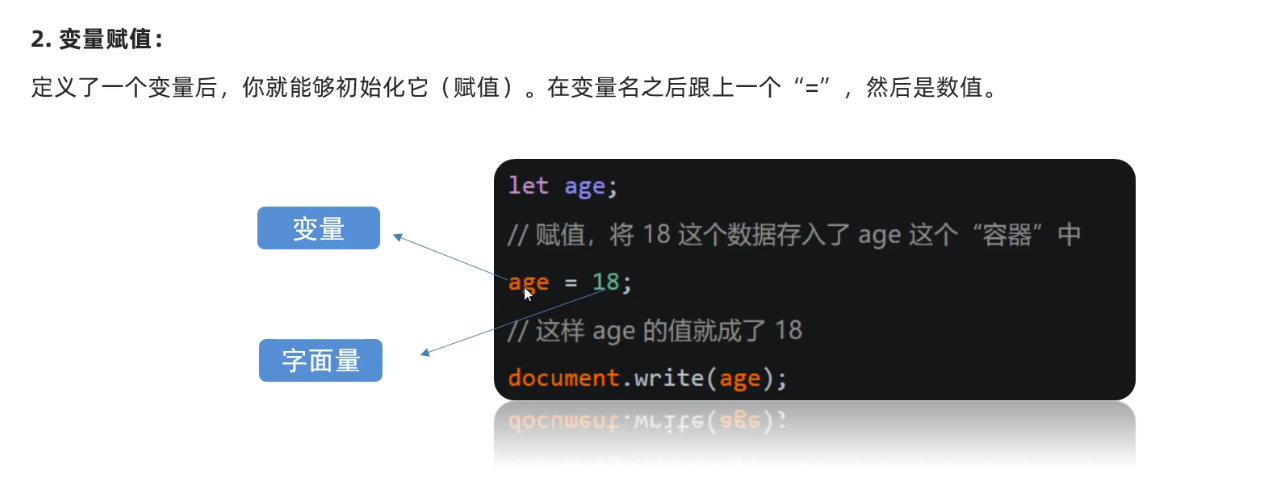 2. 变量赋值：
定义了一个变量后，你就能够初始化它（赋值）。在变量名之后跟上一个“=”，然后是数值。
let age;
变量
// 赋值，将 18 这个数据存入了 age 这个“容器”中
age = 18;
// 这样 age 的值就成了 18
字面量
document.write(age);